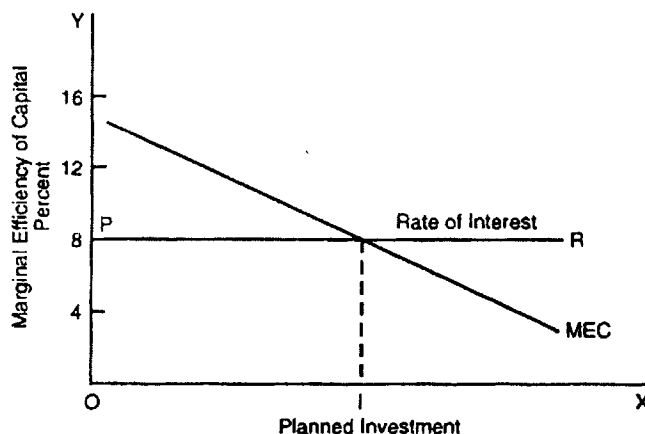 Y
Marginal Efficiency of Capital
Percent
16
12
P
Rate of Interest
8
R
4
MEC
O
I
X
Planned Investment